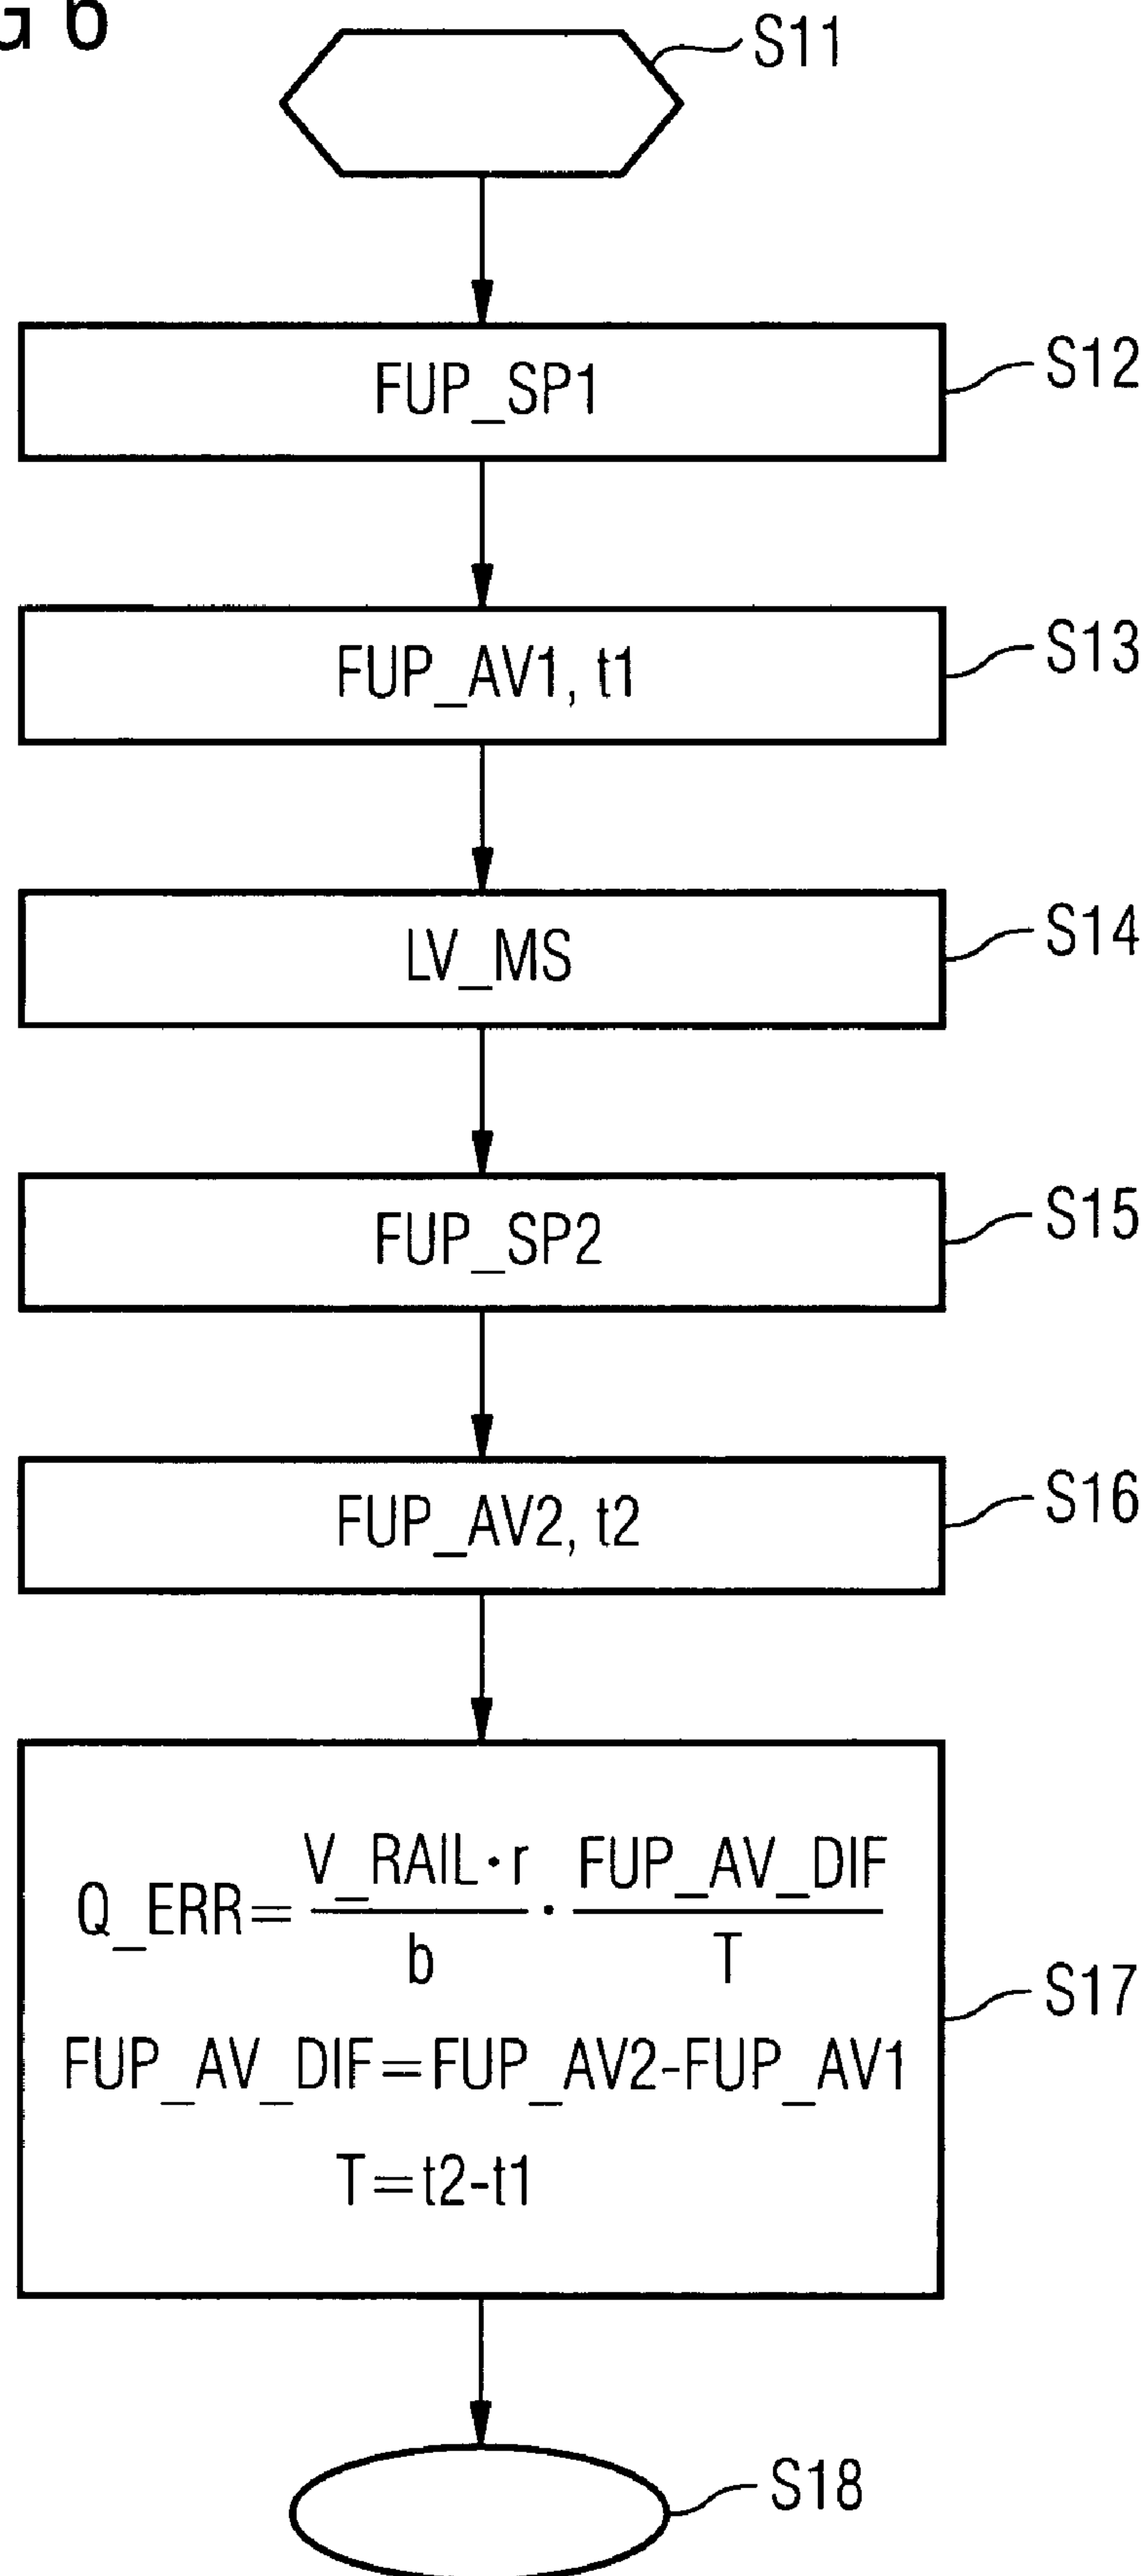 G 6
S11
FUP_SP1
S12
FUP_AV1, t1
S13
LV_MS
S14
FUP_SP2
S15
FUP_AV2, t2
S16
Q_ERR= V_RAIL·r / b · FUP_AV_DIF / T
FUP_AV_DIF=FUP_AV2-FUP_AV1
T=t2-t1
S17
S18